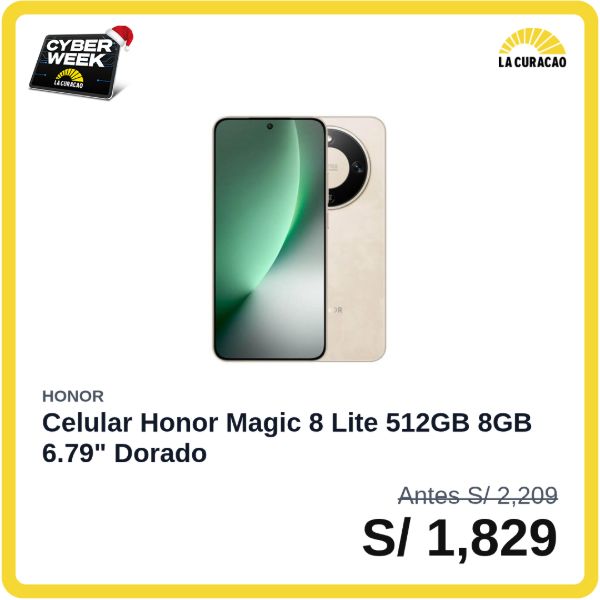 CYBER
WEEK
LA CURACAO
LA CURACAO
HONOR
Celular Honor Magic 8 Lite 512GB 8GB
6.79" Dorado
Antes S/ 2,209
S/ 1,829